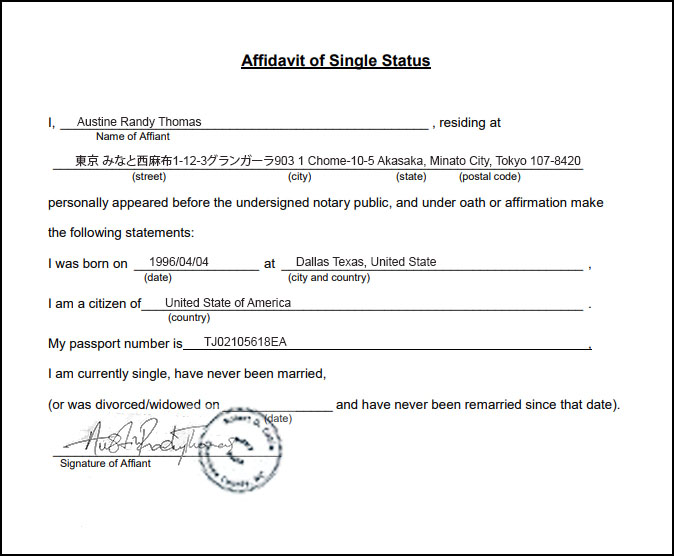 Affidavit of Single Status
I, Austine Randy Thomas , residing at
Name of Affiant
東京 みなと西麻布1-12-3グランガーラ903 1 Chome-10-5 Akasaka, Minato City, Tokyo 107-8420
(street) (city) (state) (postal code)
personally appeared before the undersigned notary public, and under oath or affirmation make
the following statements:
I was born on 1996/04/04 at Dallas Texas, United State ,
(date) (city and country)
I am a citizen of United State of America .
(country)
My passport number is TJ02105618EA ,
I am currently single, have never been married,
(or was divorced/widowed on and have never been remarried since that date).
(date)
Austin Randy Thomas
Signature of Affiant
Robert D.
County, NC